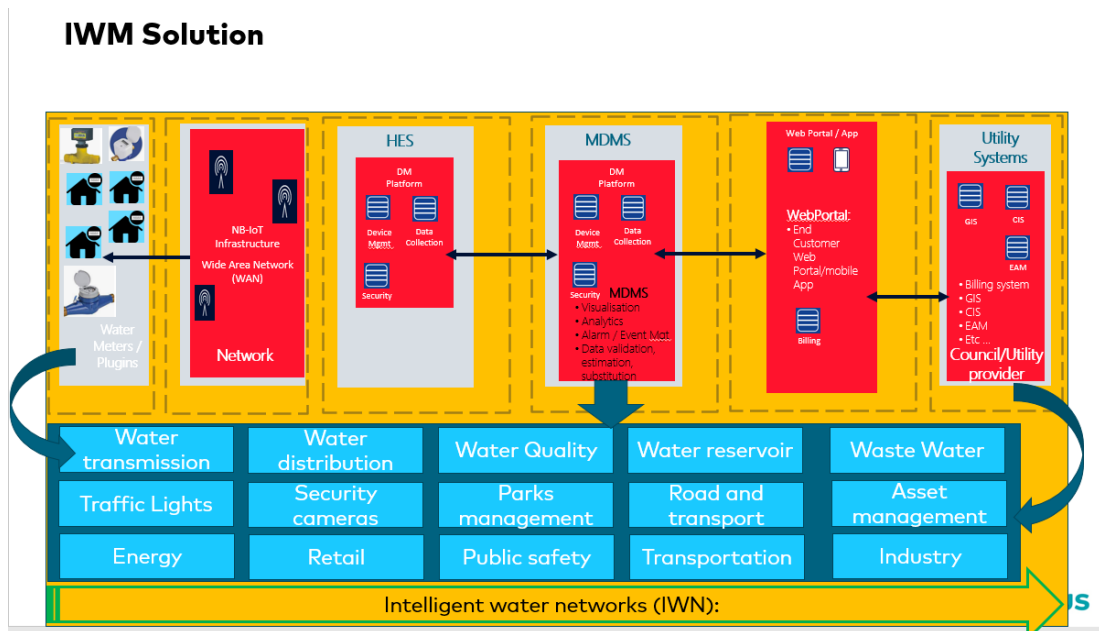 IWM Solution
Water
Meters /
Plugins
NB-IoT
Infrastructure
Wide Area Network
(WAN)
Network
HES
DM
Platform
Device
Mgmt
Data
Collection
Security
MDMS
DM
Platform
Device
Mgmt
Data
Collection
Security
MDMS
• Visualisation
• Analytics
• Alarm / Event Mgt
• Data validation,
estimation,
substitution
Web Portal / App
WebPortal:
• End
Customer
Web
Portal/mobile
App
Billing
Utility
Systems
GIS
CIS
EAM
• Billing system
• GIS
• CIS
• EAM
• Etc ...
Council/Utility
provider
Water
transmission
Water
distribution
Water Quality
Water reservoir
Waste Water
Traffic Lights
Security
cameras
Parks
management
Road and
transport
Asset
management
Energy
Retail
Public safety
Transportation
Industry
Intelligent water networks (IWN):
US